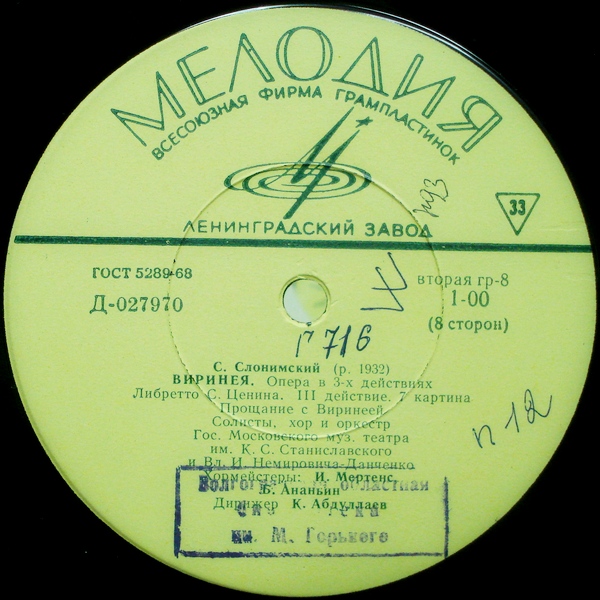 МЕЛОДИЯ
ВСЕСОЮЗНАЯ ФИРМА ГРАМПЛАСТИНОК
ЛЕНИНГРАДСКИЙ ЗАВОД
33
ГОСТ 5289-68
Д-027970
вторая гр-8
1-00
(8 сторон)
Г 716
С. Слонимский (р. 1932)
ВИРИНЕЯ. Опера в 3-х действиях
Либретто С. Ценина. III действие. 7 картина
Прощание с Виринеей
Солисты, хор и оркестр
Гос. Московского муз. театра
им. К. С. Станиславского
и Вл. И. Немировича-Данченко
Хормейстеры: И. Мертенс
Б. Ананьин
Дирижер К. Абдуллаев
п 12
областная
им. М. Горького